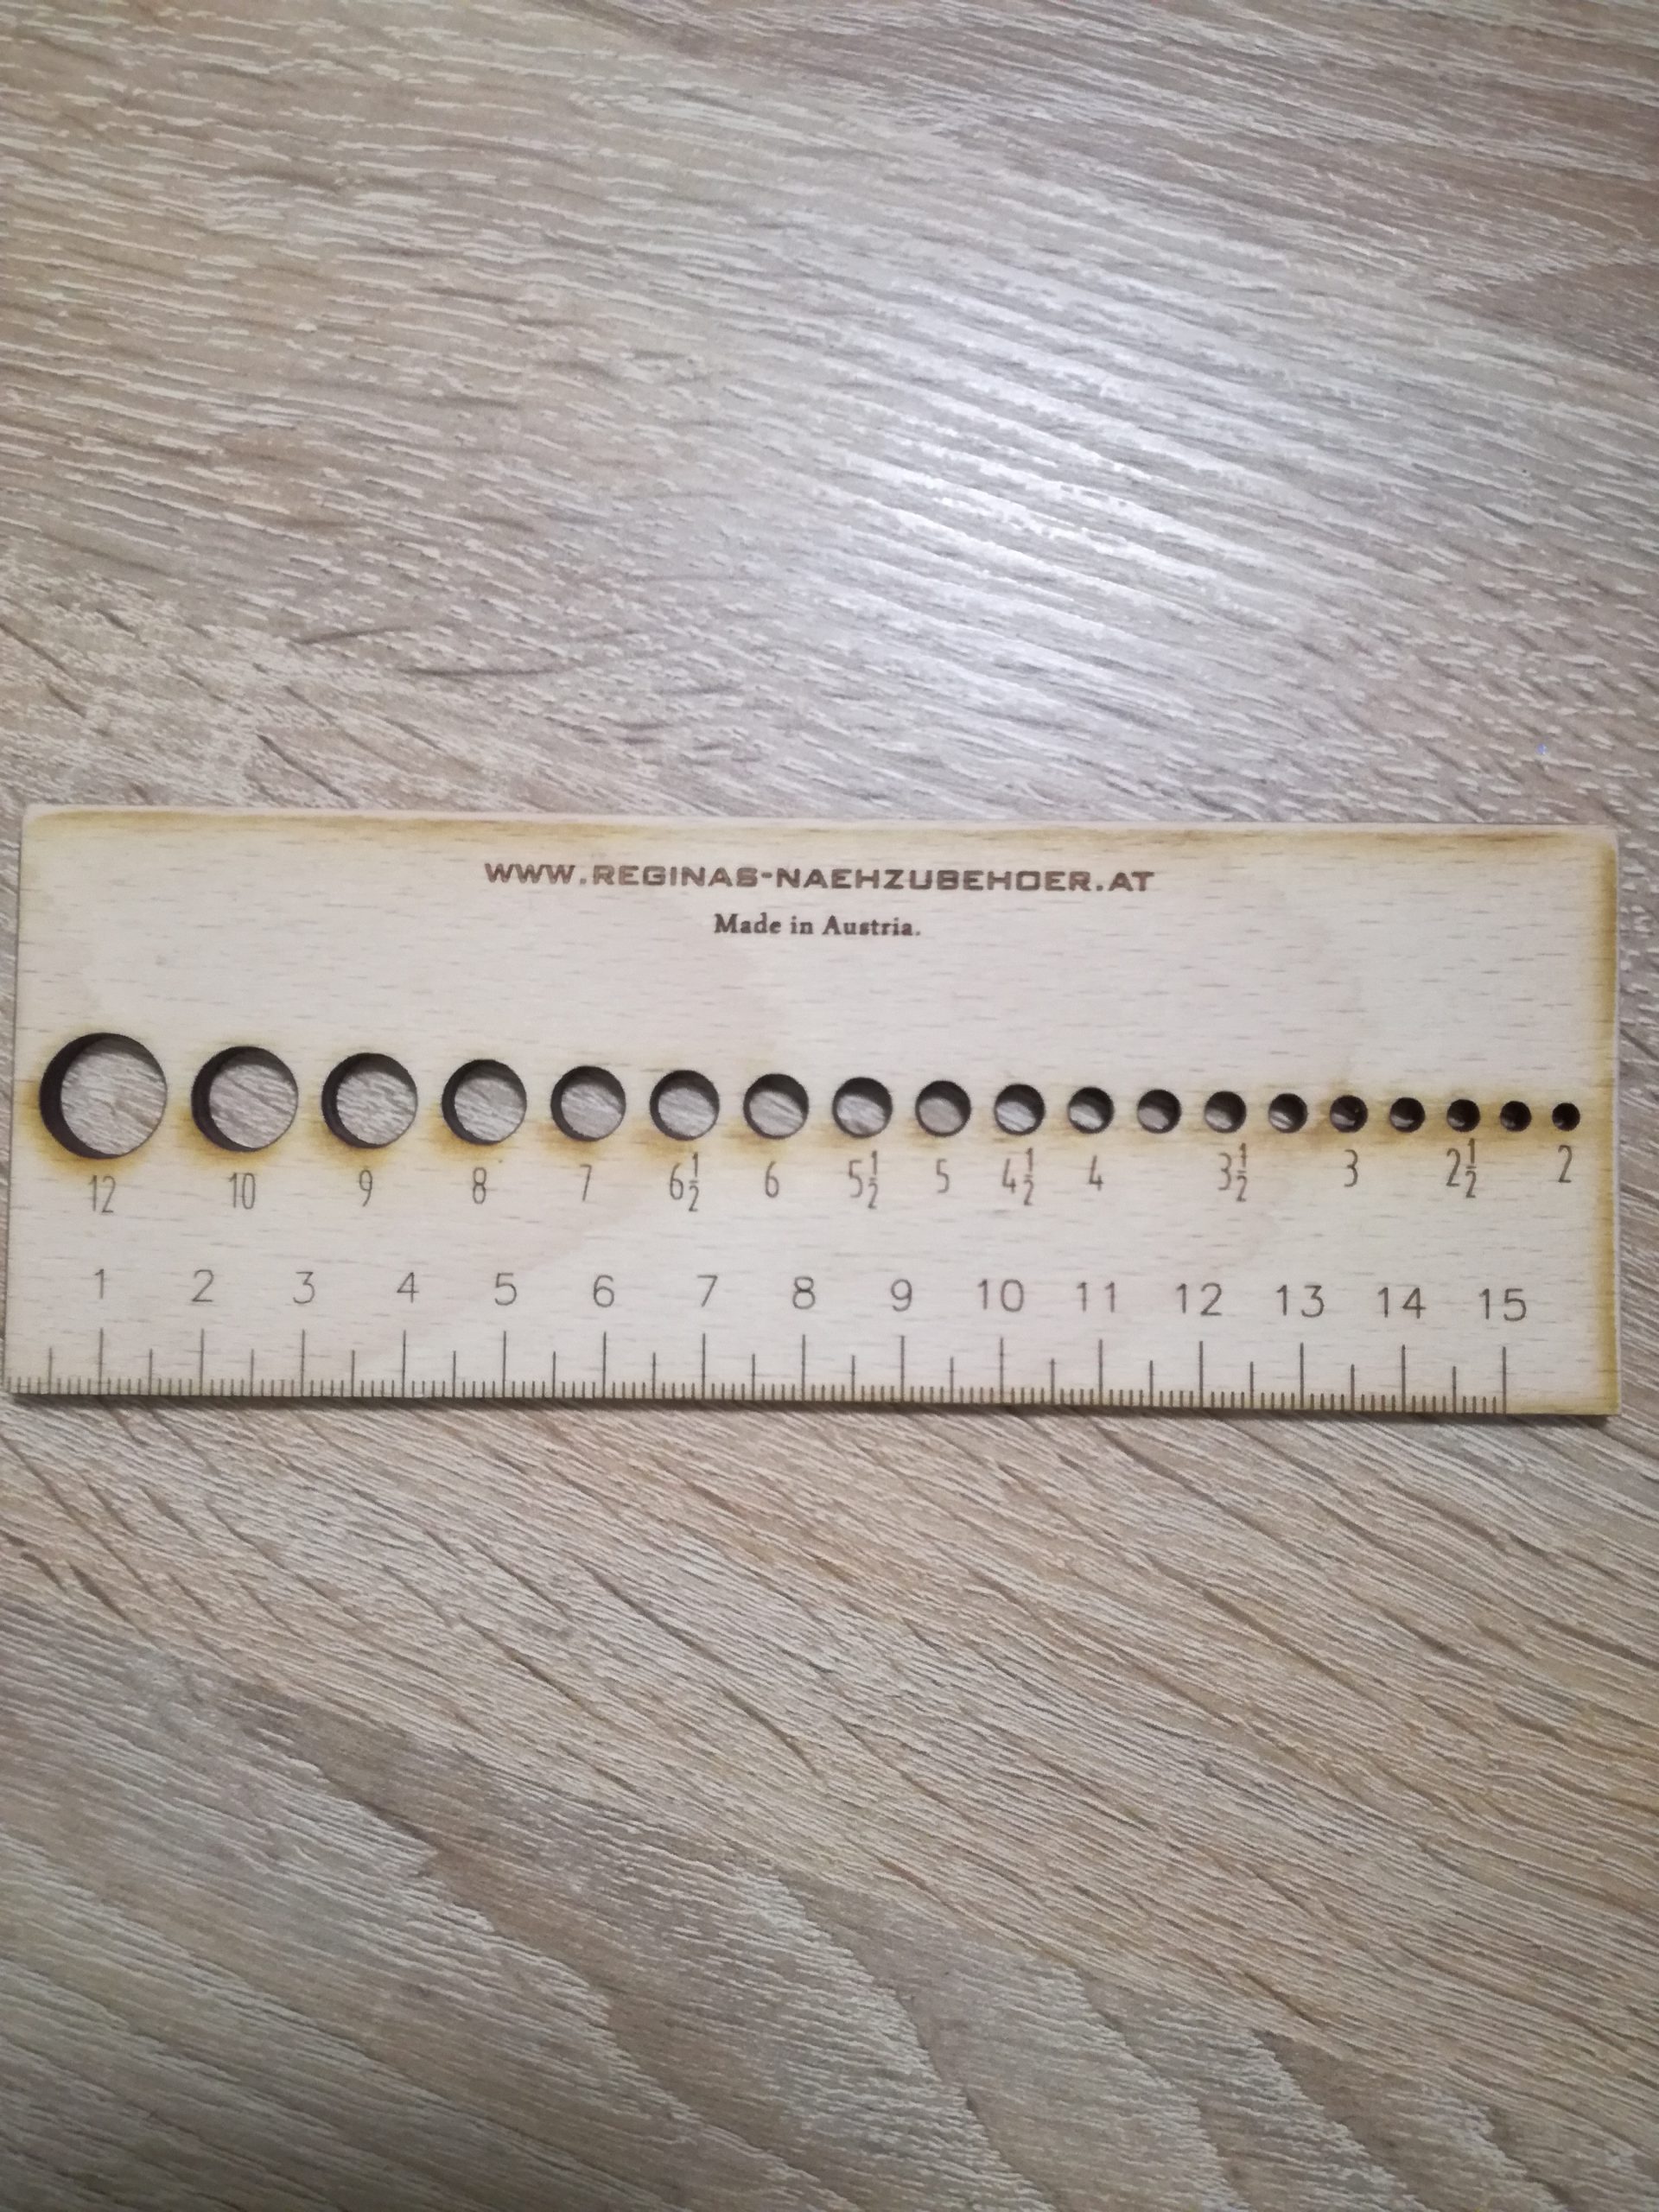 WWW.REGINAS-NAEHZUBEHOER.AT
Made in Austria.
12 10 9 8 7 6½ 6 5½ 5 4½ 4 3½ 3 2½ 2
1 2 3 4 5 6 7 8 9 10 11 12 13 14 15